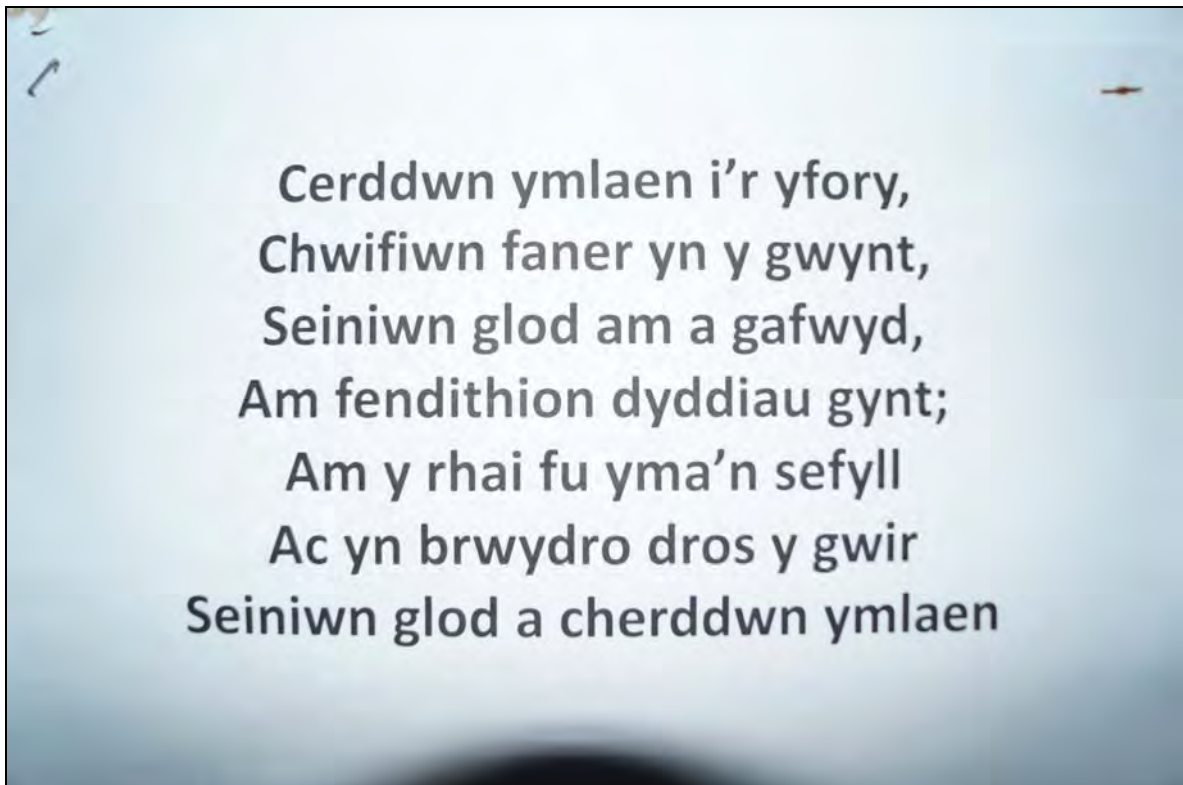 Cerddwn ymlaen i’r yfory,
Chwifiwn faner yn y gwynt,
Seiniwn glod am a gafwyd,
Am fendithion dyddiau gynt;
Am y rhai fu yma’n sefyll
Ac yn brwydro dros y gwir
Seiniwn glod a cherddwn ymlaen